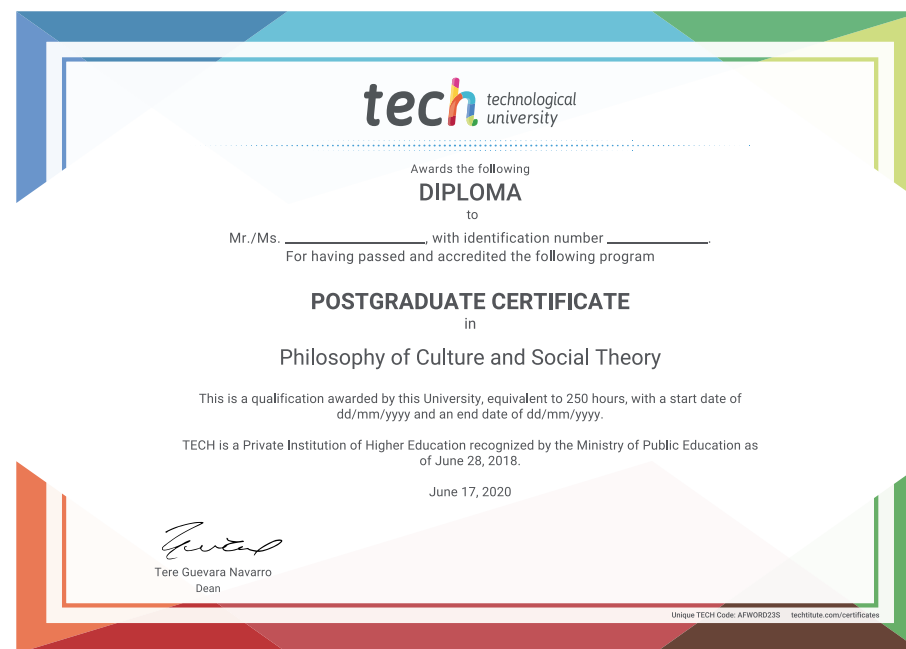 tech technological
university
Awards the following
DIPLOMA
to
Mr./Ms. ____________________, with identification number ______________.
For having passed and accredited the following program
POSTGRADUATE CERTIFICATE
in
Philosophy of Culture and Social Theory
This is a qualification awarded by this University, equivalent to 250 hours, with a start date of
dd/mm/yyyy and an end date of dd/mm/yyyy.
TECH is a Private Institution of Higher Education recognized by the Ministry of Public Education as
of June 28, 2018.
June 17, 2020
Tere Guevara Navarro
Dean
Unique TECH Code: AFWORD23S techtitute.com/certificates